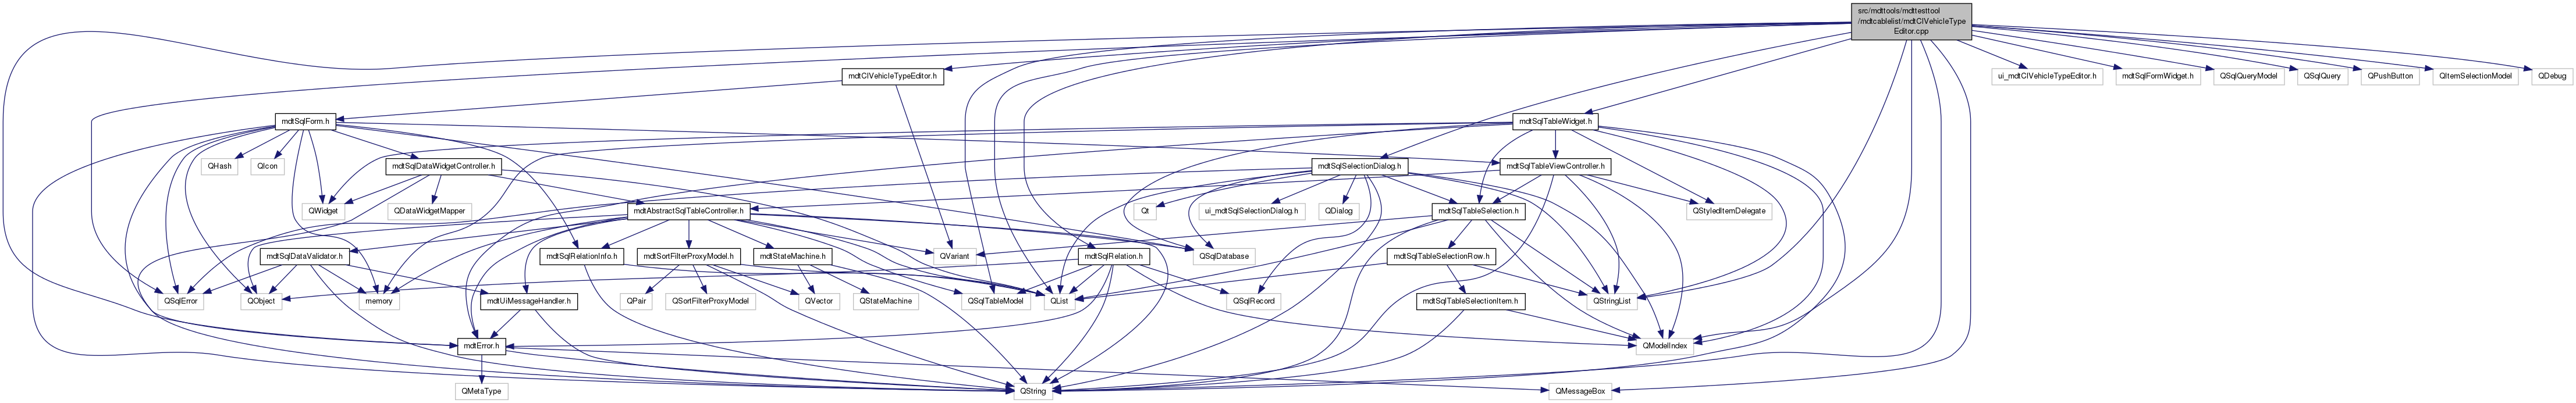 src/mdttools/mdttesttool
/mdtcablelist/mdtClVehicleType
Editor.cpp
mdtClVehicleTypeEditor.h
ui_mdtClVehicleTypeEditor.h
mdtSqlFormWidget.h
QSqlQueryModel
QSqlQuery
QPushButton
QItemSelectionModel
QDebug
mdtSqlForm.h
mdtSqlTableWidget.h
QHash
QIcon
mdtSqlDataWidgetController.h
mdtSqlSelectionDialog.h
mdtSqlTableViewController.h
QWidget
QDataWidgetMapper
mdtAbstractSqlTableController.h
Qt
ui_mdtSqlSelectionDialog.h
QDialog
mdtSqlTableSelection.h
QStyledItemDelegate
mdtSqlDataValidator.h
mdtSqlRelationInfo.h
mdtSortFilterProxyModel.h
mdtStateMachine.h
QVariant
mdtSqlRelation.h
QSqlDatabase
mdtSqlTableSelectionRow.h
QSqlError
QObject
memory
mdtUiMessageHandler.h
QPair
QSortFilterProxyModel
QVector
QStateMachine
QSqlTableModel
QList
QSqlRecord
mdtSqlTableSelectionItem.h
QStringList
mdtError.h
QModelIndex
QMetaType
QString
QMessageBox